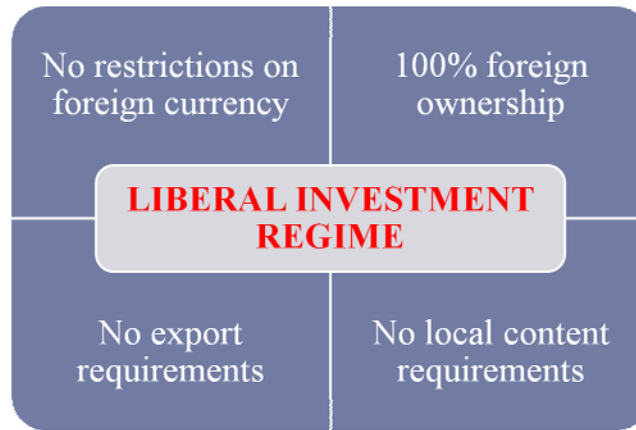 No restrictions on
foreign currency
100% foreign
ownership
LIBERAL INVESTMENT
REGIME
No export
requirements
No local content
requirements